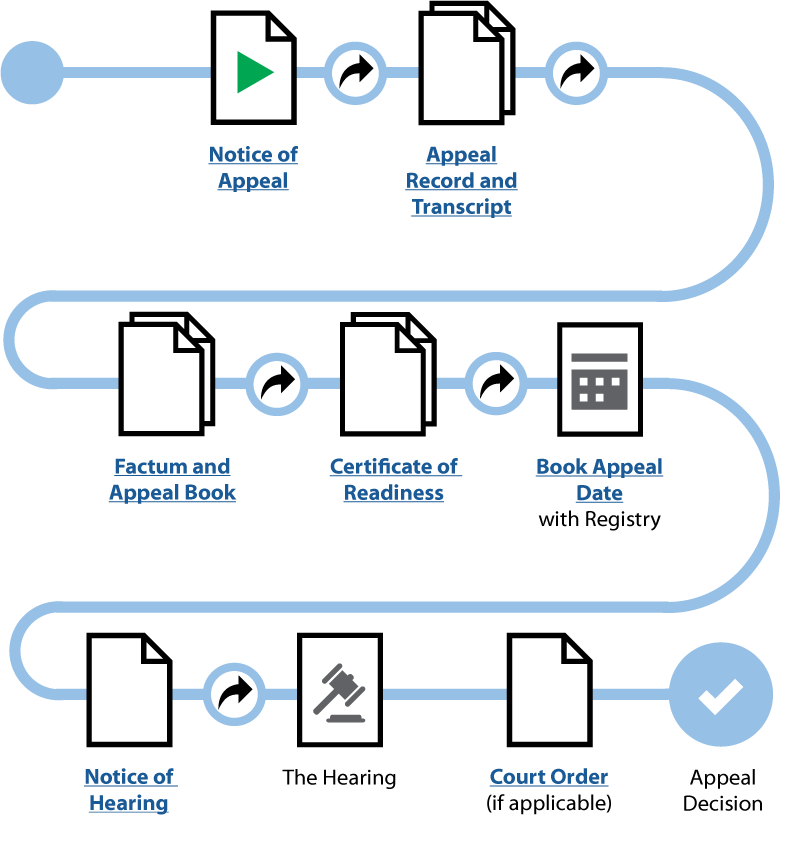 Notice of
Appeal
Appeal
Record and
Transcript
Factum and
Appeal Book
Certificate of
Readiness
Book Appeal
Date
with Registry
Notice of
Hearing
The Hearing
Court Order
(if applicable)
Appeal
Decision